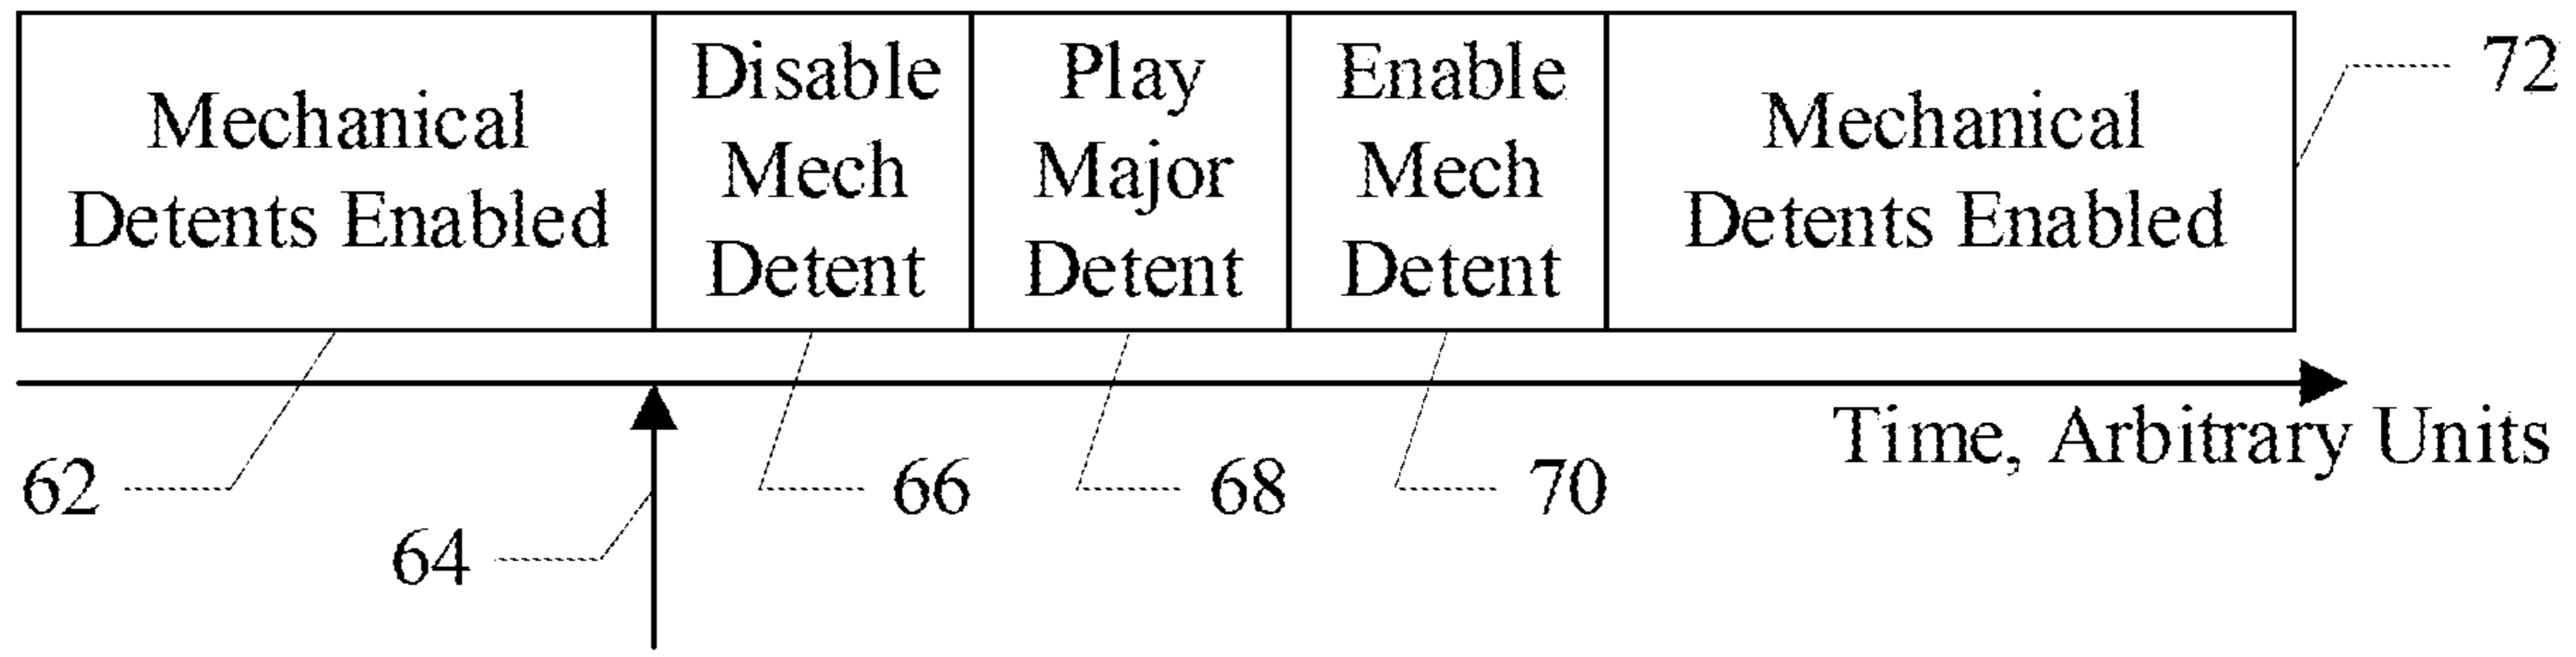 Mechanical
Detents Enabled
Disable
Mech
Detent
Play
Major
Detent
Enable
Mech
Detent
Mechanical
Detents Enabled
72
Time, Arbitrary Units
62
66
68
70
64